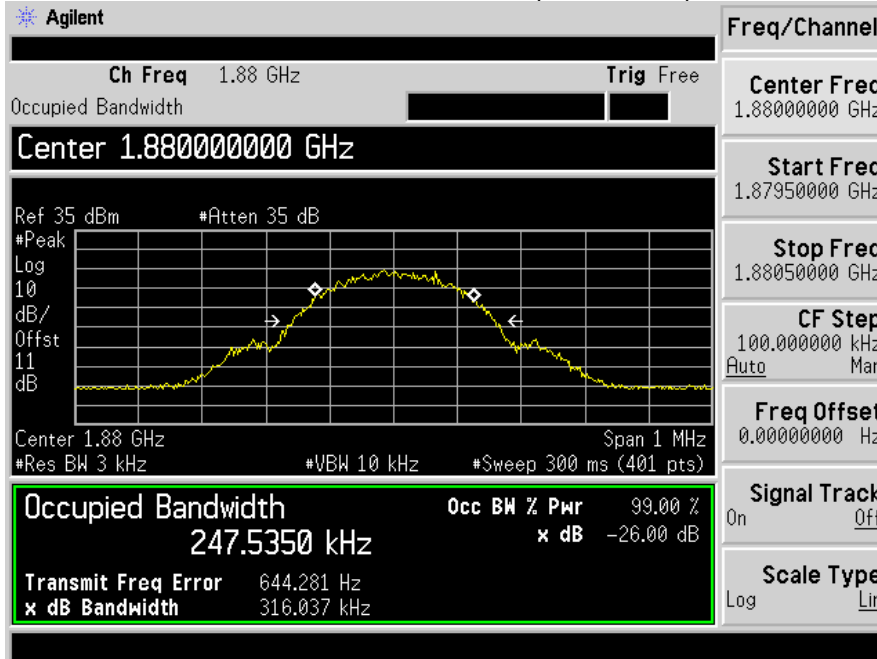 Agilent
Freq/Channel
Ch Freq 1.88 GHz Trig Free
Occupied Bandwidth
Center 1.880000000 GHz
Ref 35 dBm #Atten 35 dB
#Peak
Log
10
dB/
Offst
11
dB
Center 1.88 GHz Span 1 MHz
#Res BW 3 kHz #VBW 10 kHz #Sweep 300 ms (401 pts)
Occupied Bandwidth Occ BW % Pwr 99.00 %
247.5350 kHz x dB -26.00 dB
Transmit Freq Error 644.281 Hz
x dB Bandwidth 316.037 kHz
Center Freq
1.88000000 GHz
Start Freq
1.87950000 GHz
Stop Freq
1.88050000 GHz
CF Step
100.000000 kHz
Auto Man
Freq Offset
0.00000000 Hz
Signal Track
On Off
Scale Type
Log Lin